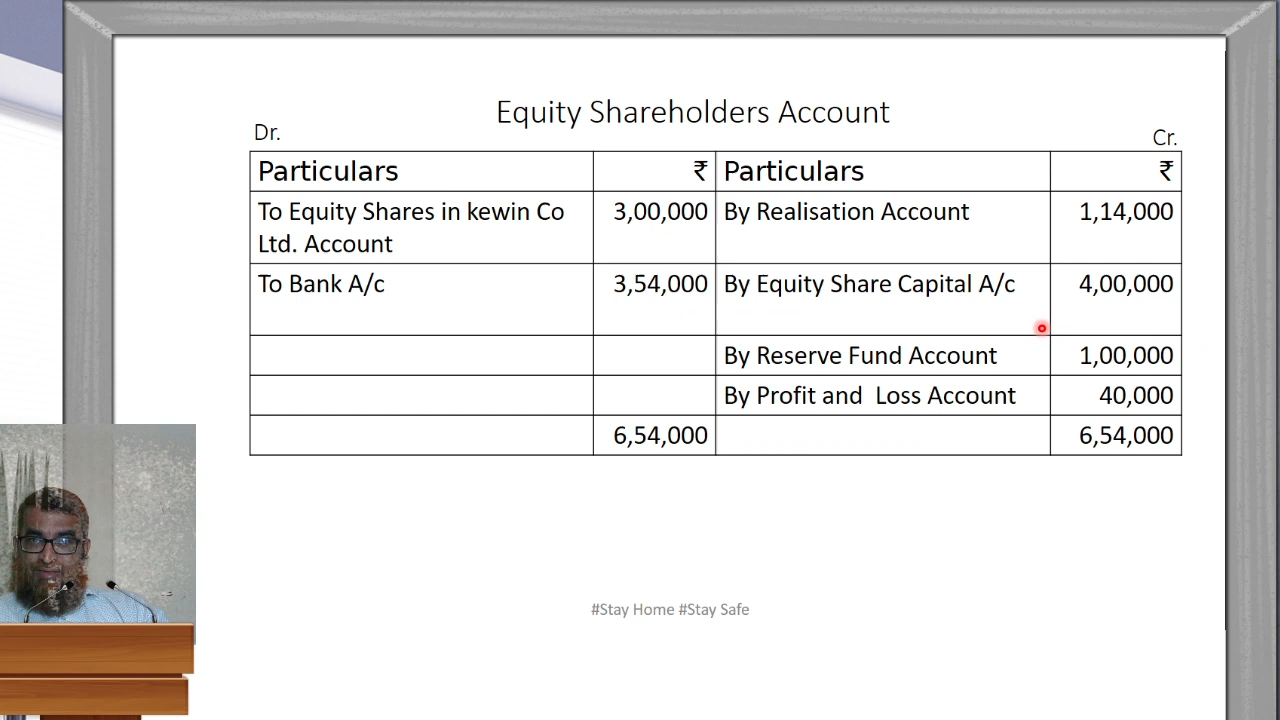 Equity Shareholders Account
Dr.
Cr.
Particulars ₹ Particulars ₹
To Equity Shares in kewin Co 3,00,000 By Realisation Account 1,14,000
Ltd. Account
To Bank A/c 3,54,000 By Equity Share Capital A/c 4,00,000
By Reserve Fund Account 1,00,000
By Profit and Loss Account 40,000
6,54,000 6,54,000
#Stay Home #Stay Safe